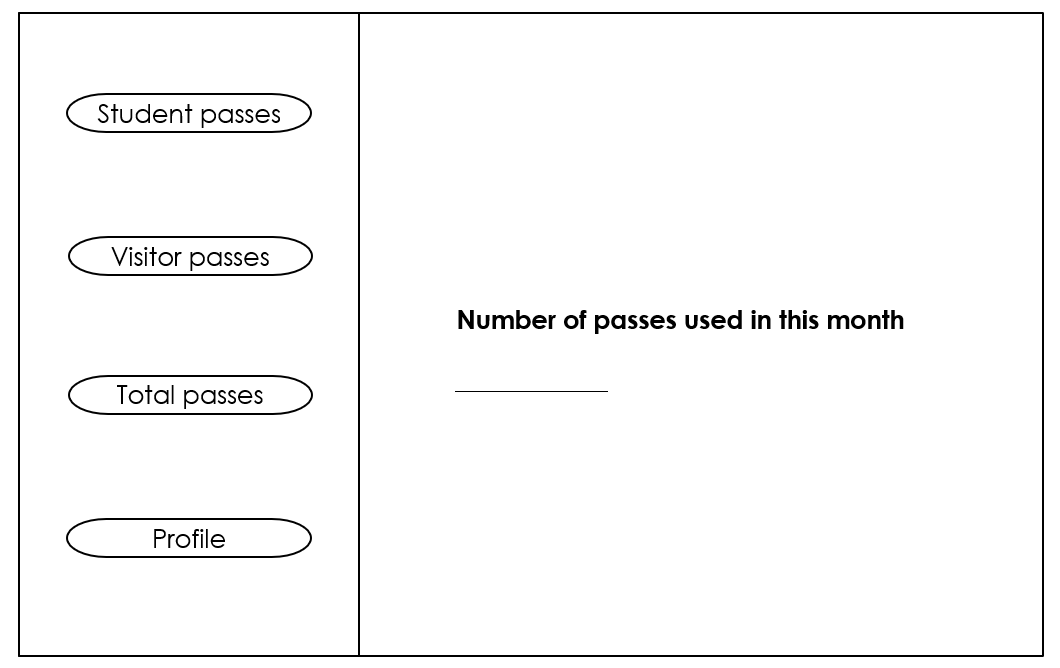 Student passes
Visitor passes
Total passes
Profile
Number of passes used in this month